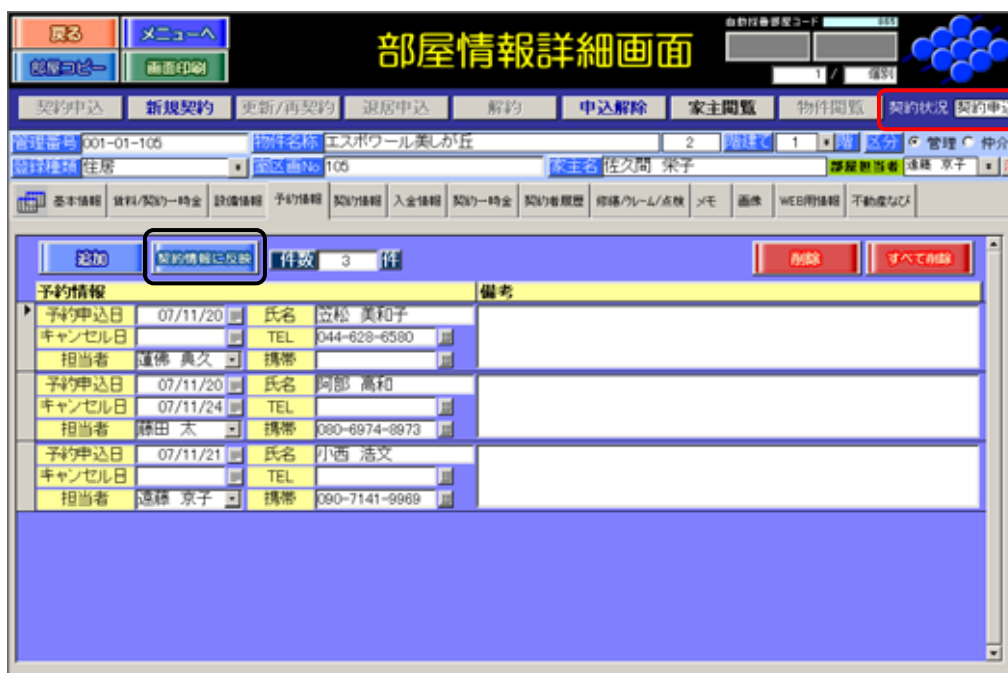 戻る メニューへ 部屋情報詳細画面 自動採番部屋コード 865
部屋コピー 画面印刷 1 / 個別
契約申込 新規契約 更新/再契約 退居申込 解約 申込解除 家主閲覧 物件閲覧 契約状況 契約申込
管理番号 001-01-105 物件名称 エスポワール美しが丘 2 階建て 1 階 区分 管理 仲介
登録種類 住居 室区画No 105 家主名 佐久間 栄子 部屋担当者 遠藤 京子
基本情報 賃料/契約一時金 設備情報 予約情報 契約情報 入金情報 契約一時金 契約者履歴 修繕/クレーム/点検 メモ 画像 WEB用情報 不動産なび
追加 契約情報に反映 件数 3 件 削除 すべて削除
予約情報 備考
予約申込日 07/11/20 氏名 笠松 美和子
キャンセル日 TEL 044-628-6580
担当者 蓮佛 典久 携帯
予約申込日 07/11/20 氏名 阿部 高和
キャンセル日 07/11/24 TEL
担当者 藤田 太 携帯 080-6974-8973
予約申込日 07/11/21 氏名 小西 浩文
キャンセル日 TEL
担当者 遠藤 京子 携帯 090-7141-9969